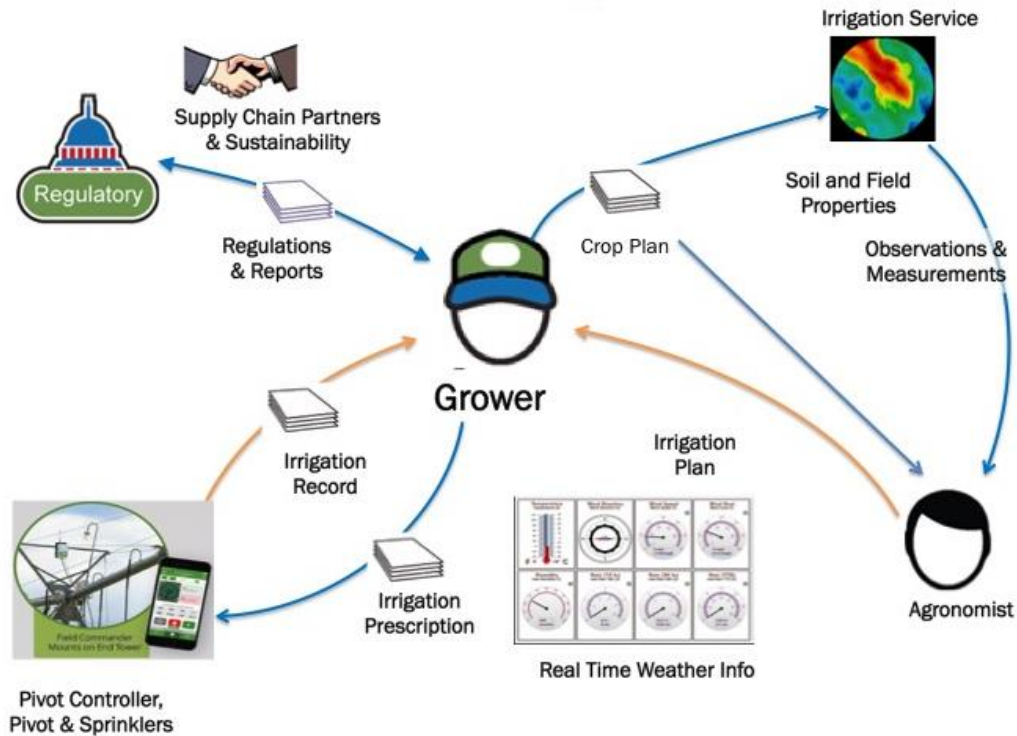 Irrigation Service
Supply Chain Partners
& Sustainability
Regulatory
Regulations
& Reports
Crop Plan
Soil and Field
Properties
Observations &
Measurements
Grower
Irrigation
Record
Irrigation
Plan
Irrigation
Prescription
Field Commander
Mounts on End Tower
Agronomist
Real Time Weather Info
Pivot Controller,
Pivot & Sprinklers